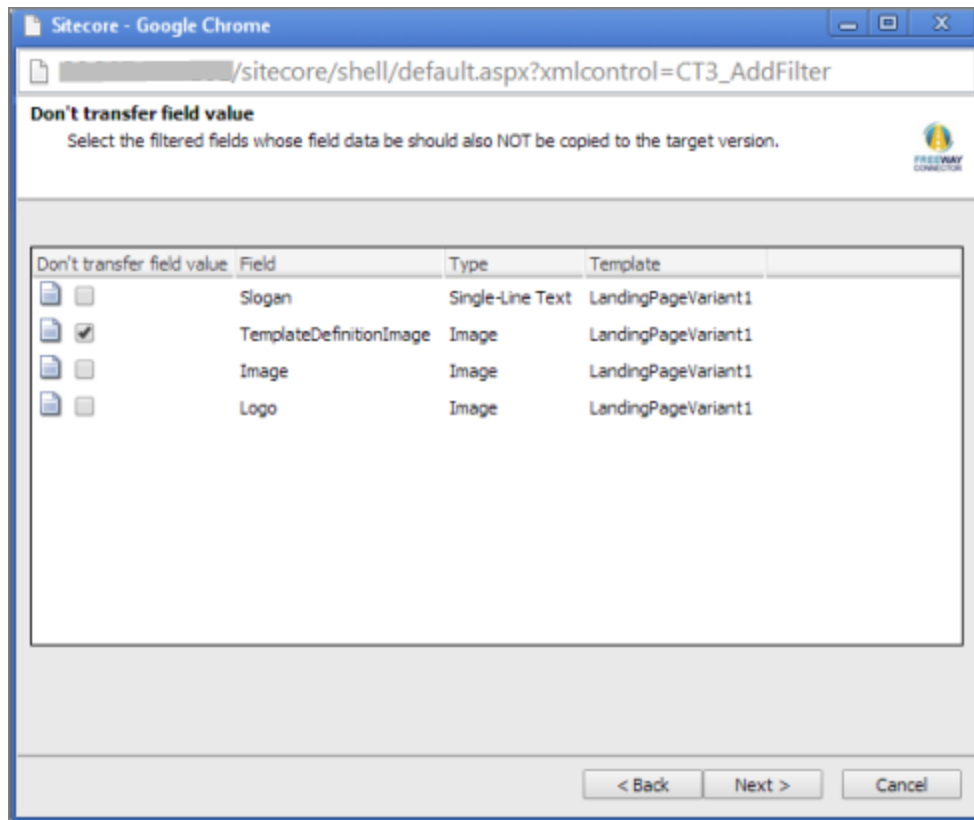 Sitecore - Google Chrome
/sitecore/shell/default.aspx?xmlcontrol=CT3_AddFilter
Don't transfer field value
Select the filtered fields whose field data be should also NOT be copied to the target version.
FREEWAY
CONNECTOR
Don't transfer field value Field Type Template
Slogan Single-Line Text LandingPageVariant1
TemplateDefinitionImage Image LandingPageVariant1
Image Image LandingPageVariant1
Logo Image LandingPageVariant1
< Back Next > Cancel